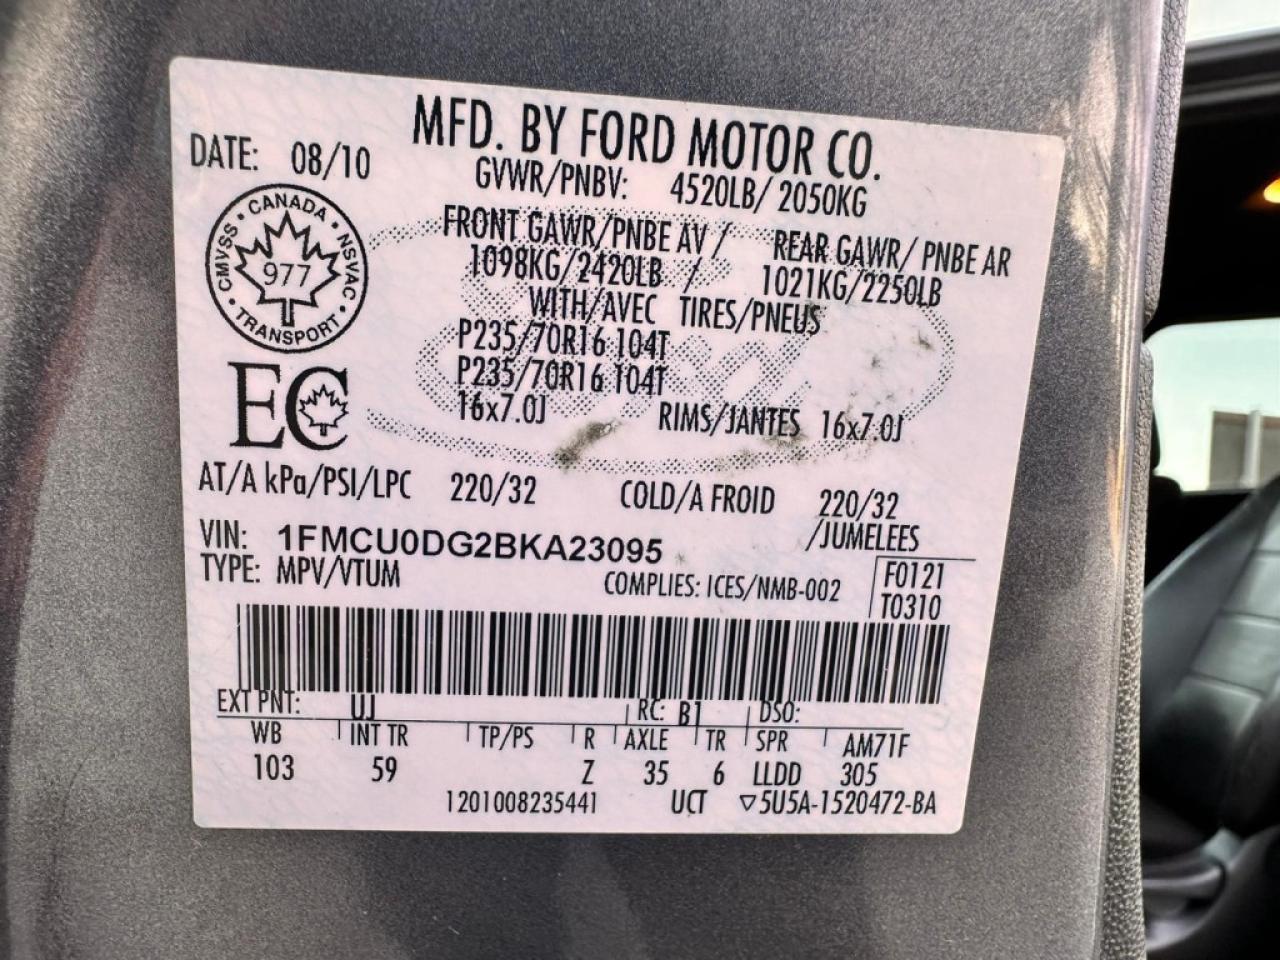 MFD. BY FORD MOTOR CO.
DATE: 08/10
GVWR/PNBV: 4520LB/ 2050KG
CMVSS • CANADA • NSVAC • TRANSPORT •
977
FRONT GAWR/PNBE AV / REAR GAWR/ PNBE AR
1098KG/2420LB / 1021KG/2250LB
WITH/AVEC TIRES/PNEUS
P235/70R16 104T
P235/70R16 104T
16x7.0J RIMS/JANTES 16x7.0J
EC
AT/A kPa/PSI/LPC 220/32 COLD/A FROID 220/32
/JUMELEES
VIN: 1FMCU0DG2BKA23095
TYPE: MPV/VTUM COMPLIES: ICES/NMB-002
F0121
T0310
EXT PNT: UJ RC: B1 DSO:
WB INT TR TP/PS R AXLE TR SPR AM71F
103 59 Z 35 6 LLDD 305
1201008235441 UCT ▽5U5A-1520472-BA